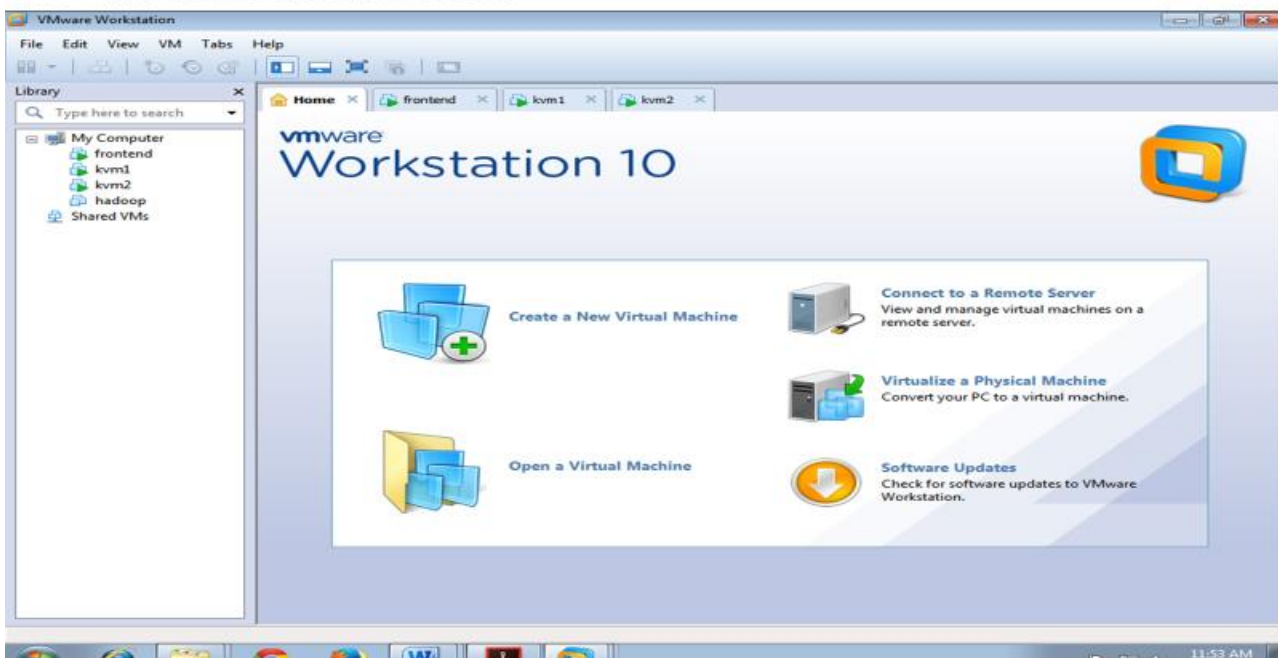 VMware Workstation
File Edit View VM Tabs Help
Library
Type here to search
My Computer
frontend
kvm1
kvm2
hadoop
Shared VMs
Home frontend kvm1 kvm2
vmware
Workstation 10
Create a New Virtual Machine
Connect to a Remote Server
View and manage virtual machines on a
remote server.
Virtualize a Physical Machine
Convert your PC to a virtual machine.
Open a Virtual Machine
Software Updates
Check for software updates to VMware
Workstation.
11:53 AM